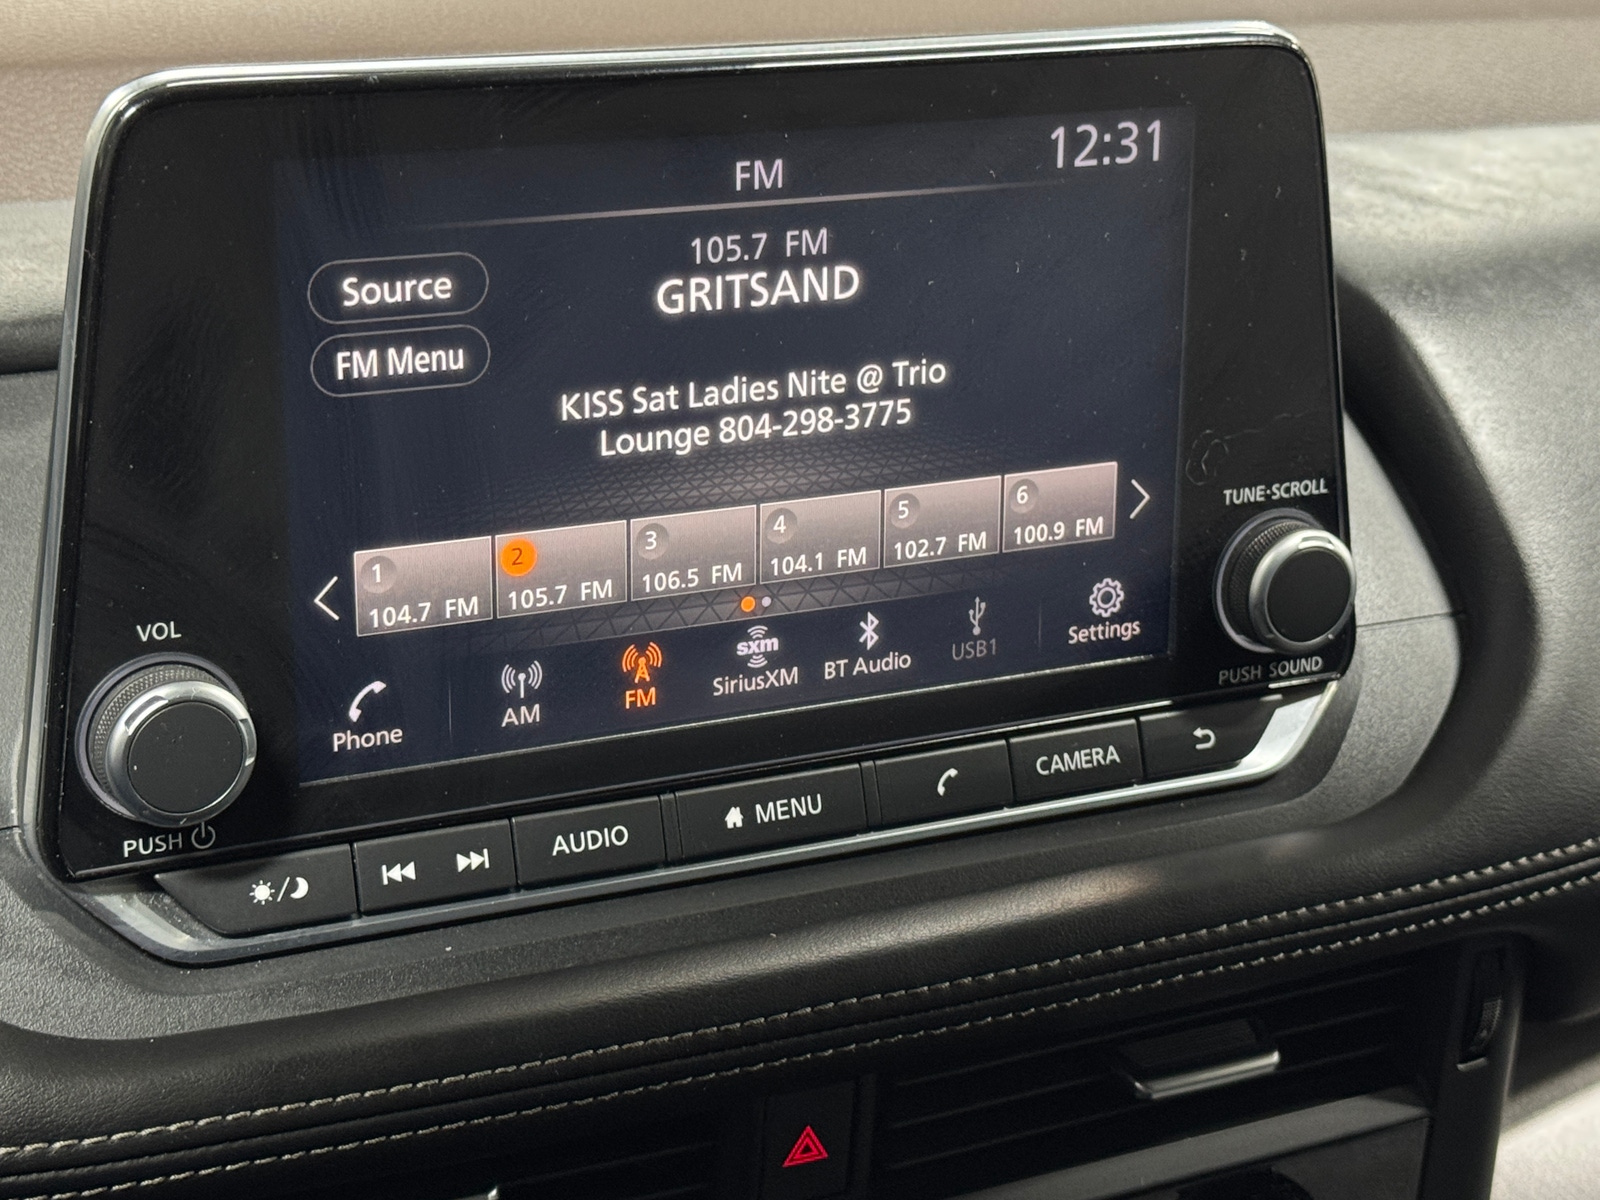 12:31
FM
105.7 FM
GRITSAND
Source
FM Menu
KISS Sat Ladies Nite @ Trio
Lounge 804-298-3775
1
104.7 FM
2
105.7 FM
3
106.5 FM
4
104.1 FM
5
102.7 FM
6
100.9 FM
Phone
AM
FM
sxm
SiriusXM
BT Audio
USB1
Settings
VOL
PUSH
TUNE·SCROLL
PUSH SOUND
AUDIO
MENU
CAMERA